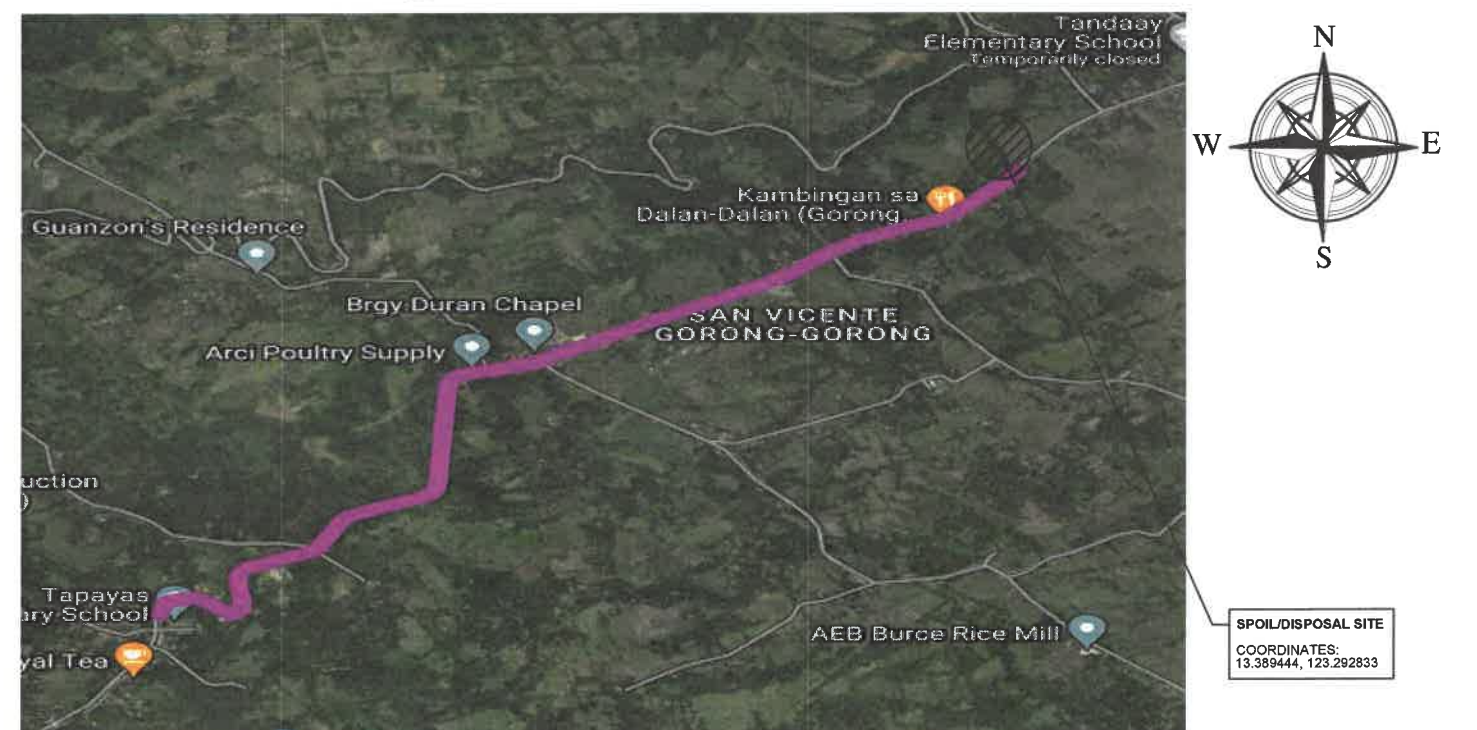 Tandaay
Elementary School
Temporarily closed
N
W
E
S
Kambingan sa
Dalan-Dalan (Gorong
Guanzon's Residence
Brgy Duran Chapel
SAN VICENTE
GORONG-GORONG
Arci Poultry Supply
uction
)
Tapayas
ary School
yal Tea
AEB Burce Rice Mill
SPOIL/DISPOSAL SITE
COORDINATES:
13.389444, 123.292833